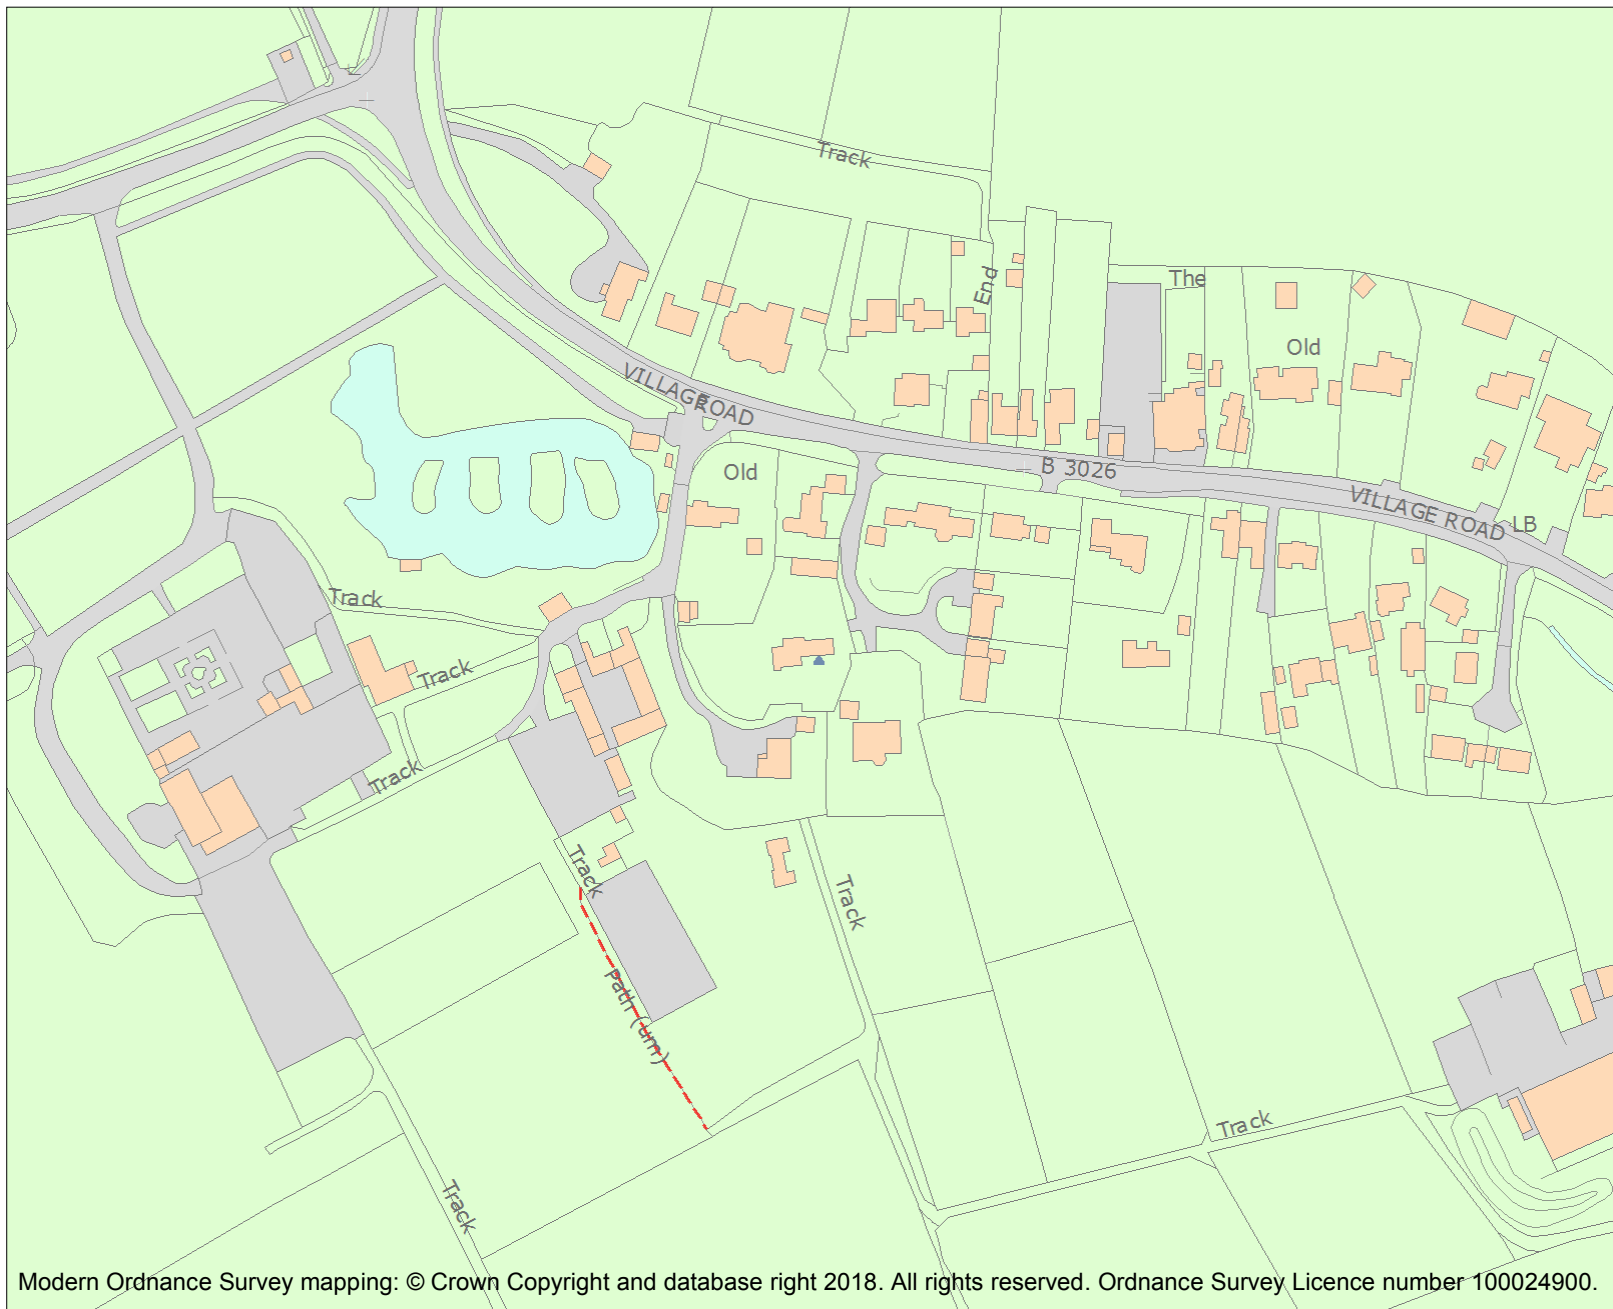 Track
End
The
Old
VILLAGE
ROAD
Old
B 3026
VILLAGE ROAD
LB
Track
Track
Track
Track
Track
Path (um)
Track
Track
Modern Ordnance Survey mapping: © Crown Copyright and database right 2018. All rights reserved. Ordnance Survey Licence number 100024900.